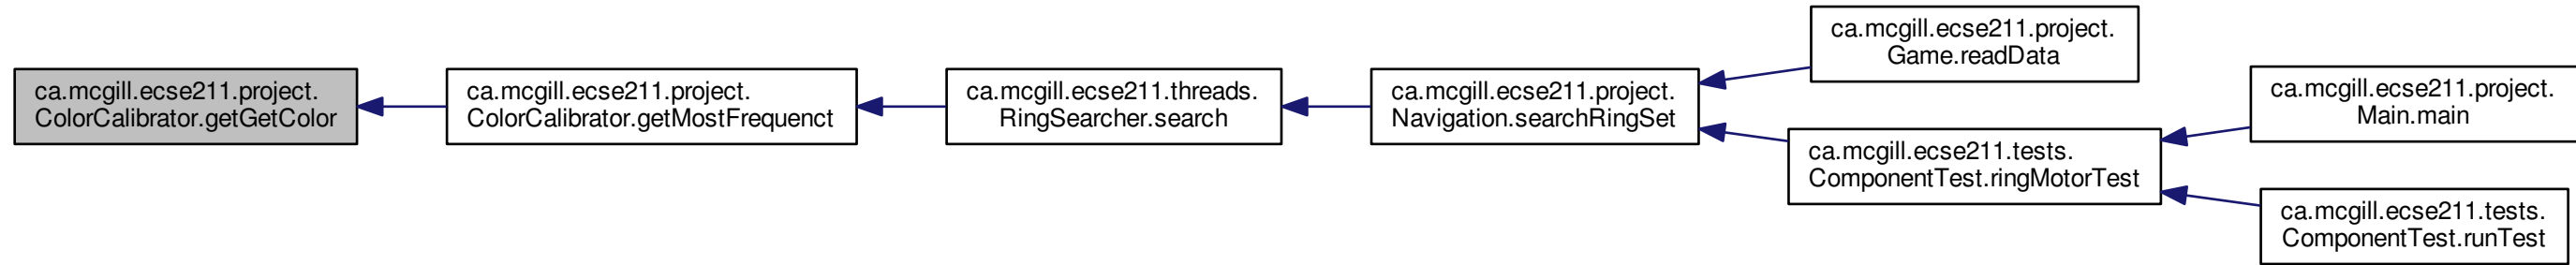 ca.mcgill.ecse211.project.
ColorCalibrator.getGetColor
ca.mcgill.ecse211.project.
ColorCalibrator.getMostFrequenct
ca.mcgill.ecse211.threads.
RingSearcher.search
ca.mcgill.ecse211.project.
Navigation.searchRingSet
ca.mcgill.ecse211.project.
Game.readData
ca.mcgill.ecse211.tests.
ComponentTest.ringMotorTest
ca.mcgill.ecse211.project.
Main.main
ca.mcgill.ecse211.tests.
ComponentTest.runTest